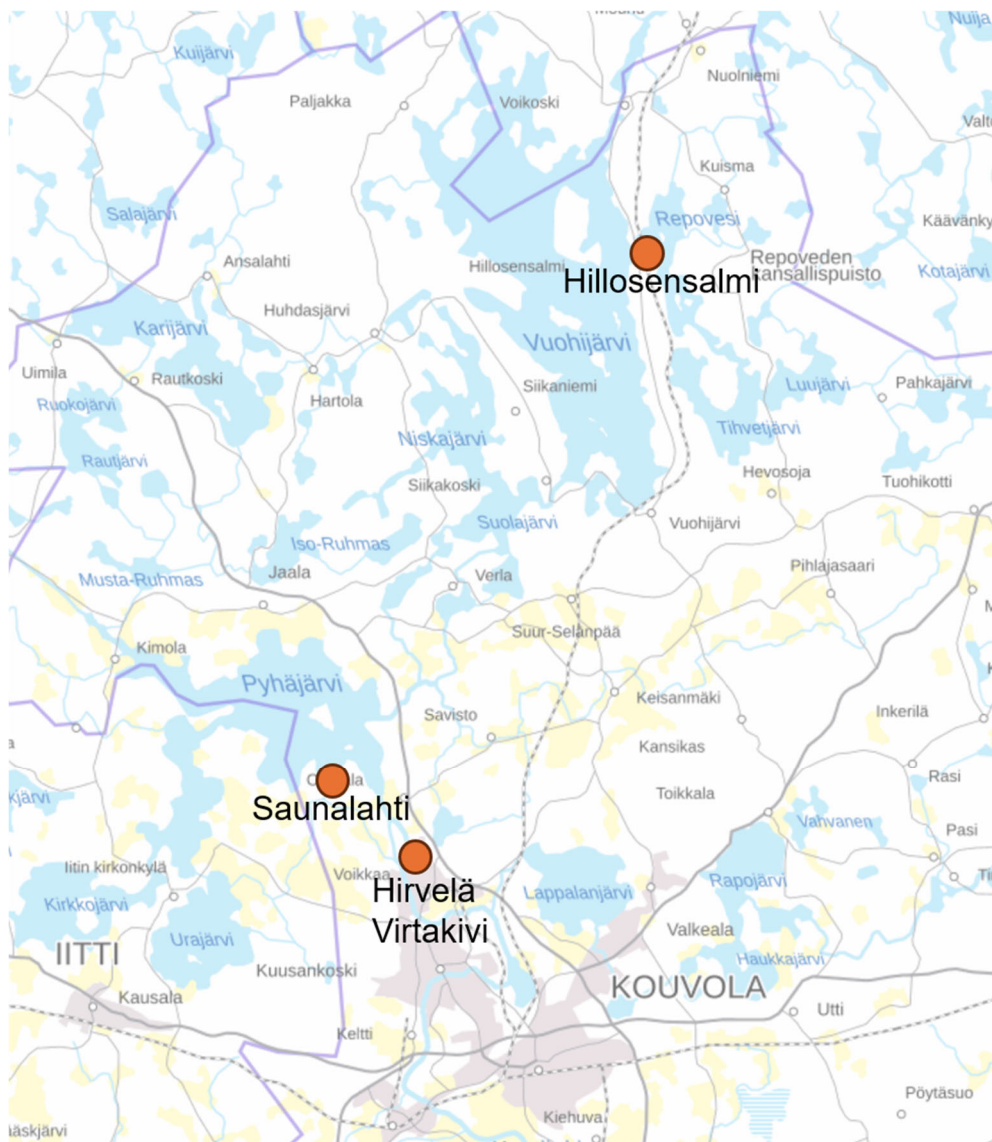 Kuijärvi
Nuolniemi
Paljakka
Voikoski
Kuisma
Salajärvi
Repovesi
Käävänky
Ansalahti
Hillosensalmi
Hillosensalmi
Repoveden
kansallispuisto
Kotajärvi
Huhdasjärvi
Karijärvi
Vuohijärvi
Uimila
Rautkoski
Siikaniemi
Luujärvi
Pahkajärvi
Ruokojärvi
Hartola
Niskajärvi
Tihvetjärvi
Rautjärvi
Siikakoski
Hevosoja
Tuohikotti
Suolajärvi
Vuohijärvi
Iso-Ruhmas
Musta-Ruhmas
Jaala
Verla
Pihlajasaari
Suur-Selänpää
Kimola
Pyhäjärvi
Savisto
Keisanmäki
Inkerilä
Kansikas
Rasi
Toikkala
Saunalahti
Vahvanen
Pasi
Iitin kirkonkylä
Voikkaa
Hirvelä
Virtakivi
Lappalanjärvi
Rapojärvi
Kirkkojärvi
Urajärvi
Valkeala
IITTI
Kuusankoski
Haukkajärvi
KOUVOLA
Kausala
Utti
Keltti
Pöytäsuo
Kiehuva
ääskjärvi